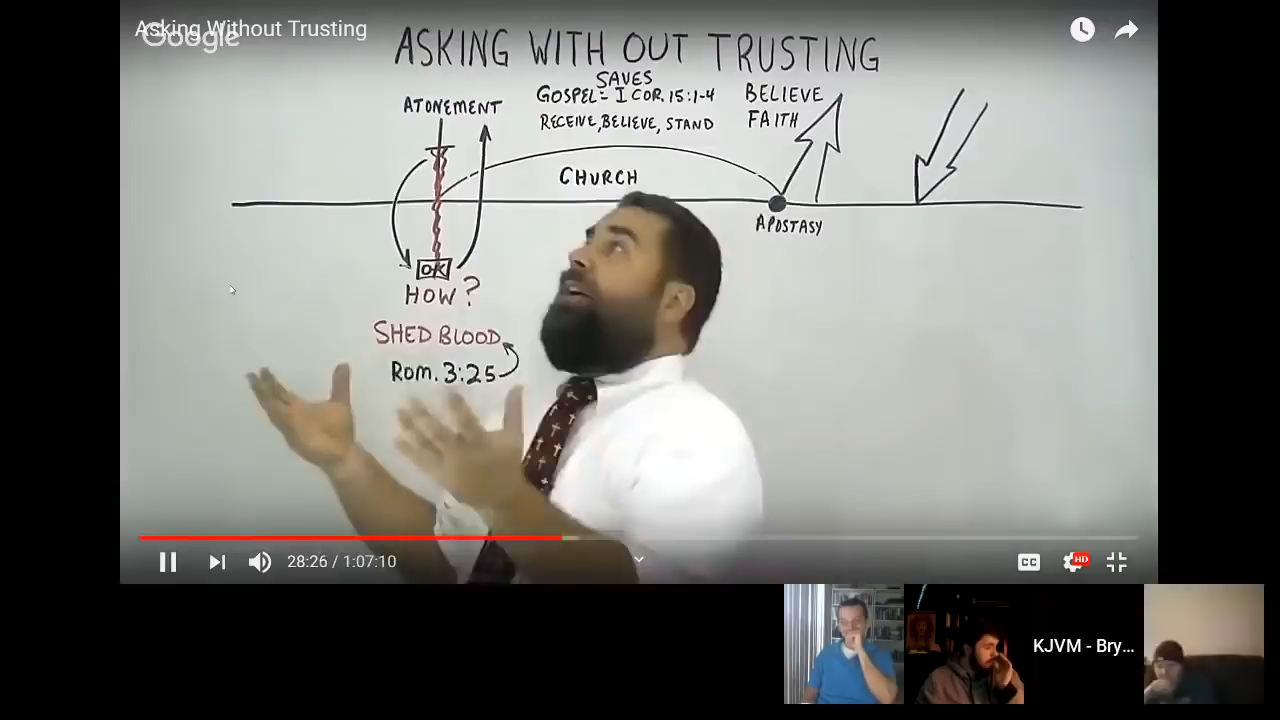 Asking Without Trusting
Google
ASKING WITH OUT TRUSTING
SAVES
ATONEMENT
GOSPEL = I COR. 15:1-4
RECEIVE, BELIEVE, STAND
BELIEVE
FAITH
CHURCH
APOSTASY
OK
HOW?
SHED BLOOD
ROM. 3:25
28:26 / 1:07:10
CC
HD
KJVM - Bry...